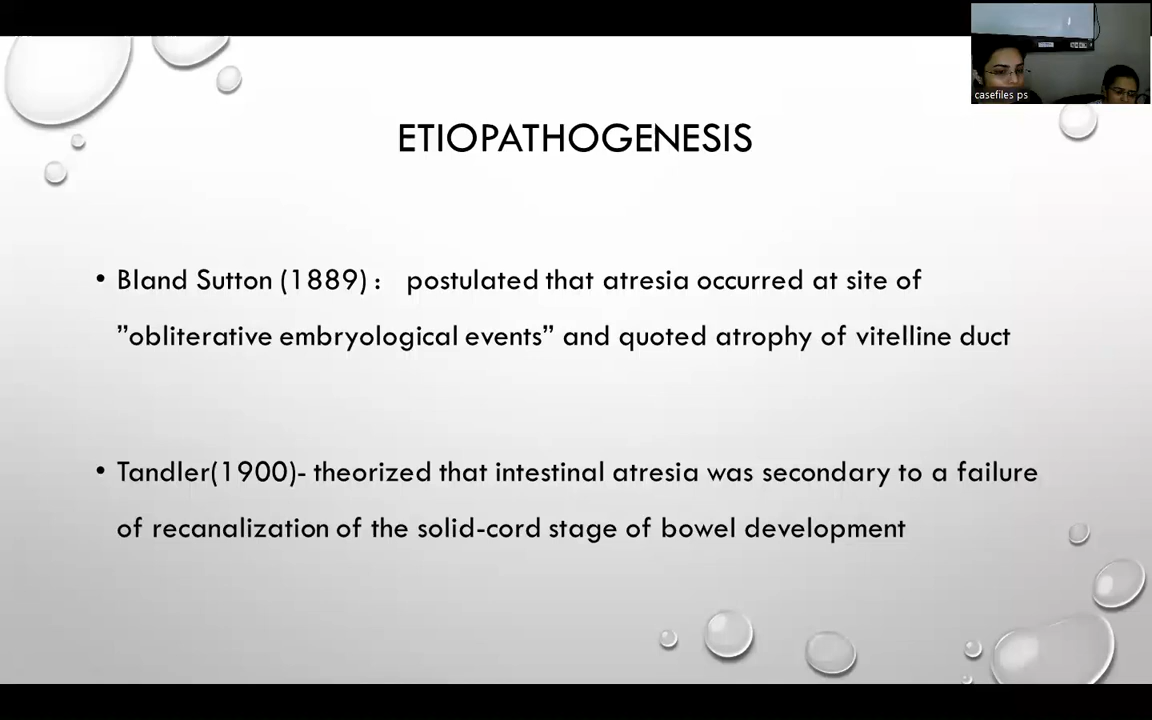 casefiles ps
ETIOPATHOGENESIS
• Bland Sutton (1889) :  postulated that atresia occurred at site of
”obliterative embryological events” and quoted atrophy of vitelline duct
• Tandler(1900)- theorized that intestinal atresia was secondary to a failure
of recanalization of the solid-cord stage of bowel development